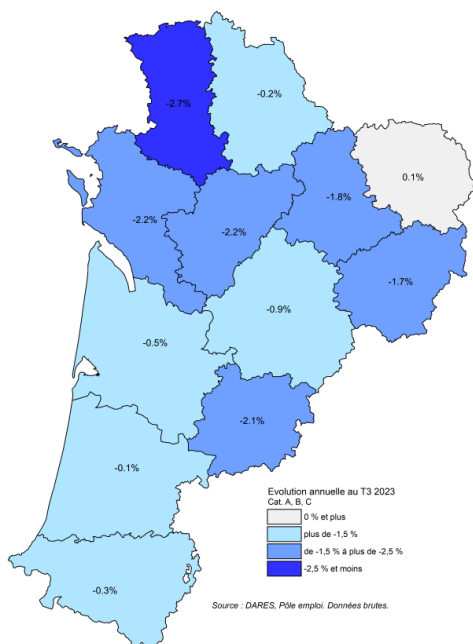 -2.7%
-0.2%
0.1%
-1.8%
-2.2%
-2.2%
-1.7%
-0.9%
-0.5%
-2.1%
-0.1%
-0.3%
Evolution annuelle au T3 2023
Cat. A, B, C
0 % et plus
plus de -1,5 %
de -1,5 % à plus de -2,5 %
-2,5 % et moins
Source : DARES, Pôle emploi. Données brutes.